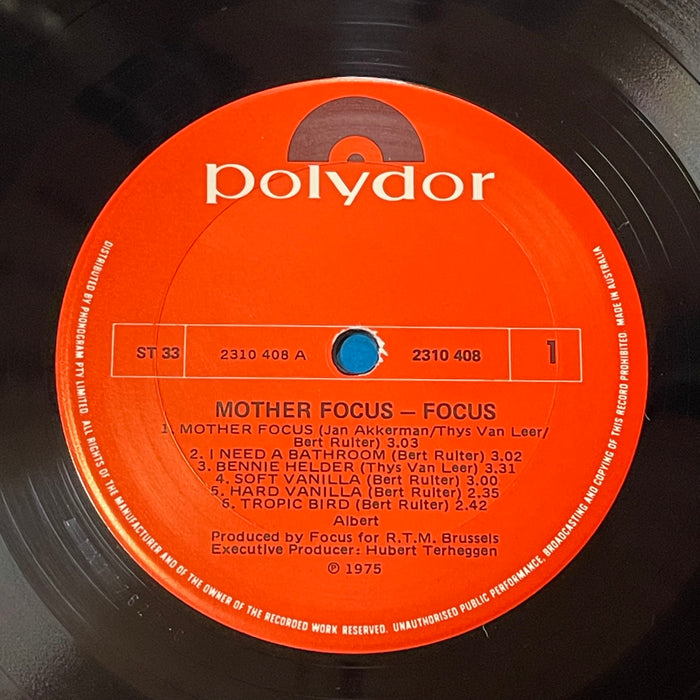 polydor
ST 33
2310 408 A
2310 408
1
MOTHER FOCUS – FOCUS
1. MOTHER FOCUS (Jan Akkerman/Thys Van Leer/
Bert Ruiter) 3.03
2. I NEED A BATHROOM (Bert Ruiter) 3.02
3. BENNIE HELDER (Thys Van Leer) 3.31
4. SOFT VANILLA (Bert Ruiter) 3.00
5. HARD VANILLA (Bert Ruiter) 2.35
6. TROPIC BIRD (Bert Ruiter) 2.42
Albert
Produced by Focus for R.T.M. Brussels
Executive Producer: Hubert Terheggen
℗ 1975
DISTRIBUTED BY PHONOGRAM PTY LIMITED. ALL RIGHTS OF THE MANUFACTURER AND OF THE OWNER OF THE RECORDED WORK RESERVED. UNAUTHORISED PUBLIC PERFORMANCE, BROADCASTING AND COPYING OF THIS RECORD PROHIBITED. MADE IN AUSTRALIA